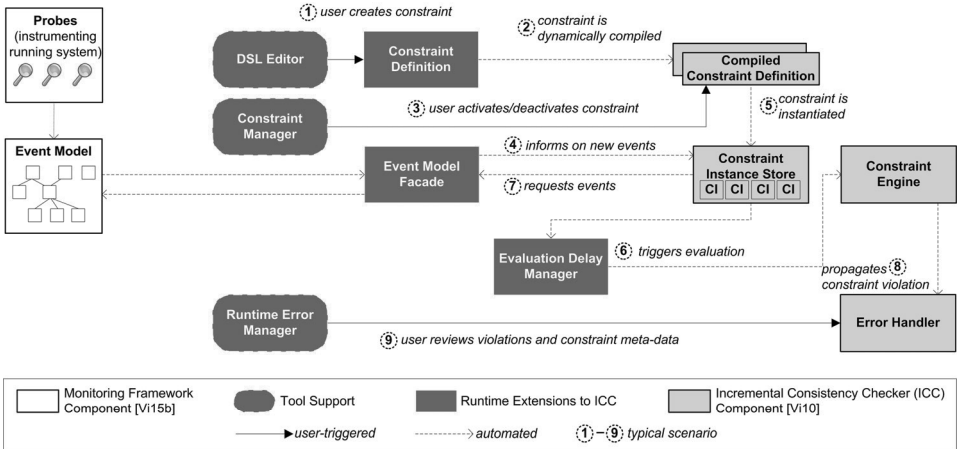 Probes
(instrumenting
running system)
① user creates constraint
② constraint is
dynamically compiled
DSL Editor
Constraint
Definition
Compiled
Constraint Definition
③ user activates/deactivates constraint
⑤ constraint is
instantiated
Constraint
Manager
Event Model
④ informs on new events
Event Model
Facade
⑦ requests events
Constraint
Instance Store
CI CI CI CI
Constraint
Engine
⑥ triggers evaluation
Evaluation Delay
Manager
propagates ⑧
constraint violation
Runtime Error
Manager
Error Handler
⑨ user reviews violations and constraint meta-data
Monitoring Framework
Component [Vi15b]
Tool Support
Runtime Extensions to ICC
Incremental Consistency Checker (ICC)
Component [Vi10]
user-triggered
automated
①–⑨ typical scenario